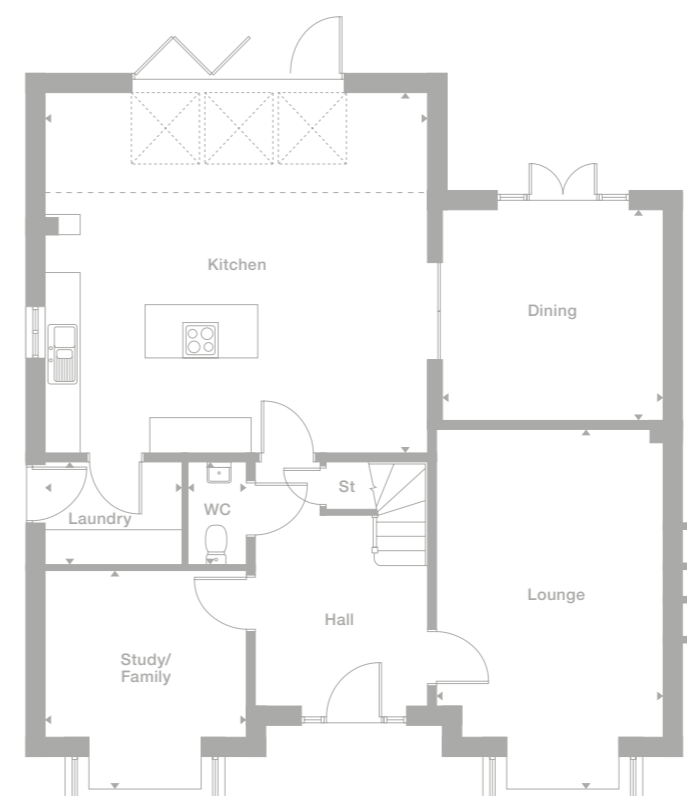 Kitchen
Dining
St
WC
Laundry
Lounge
Hall
Study/
Family